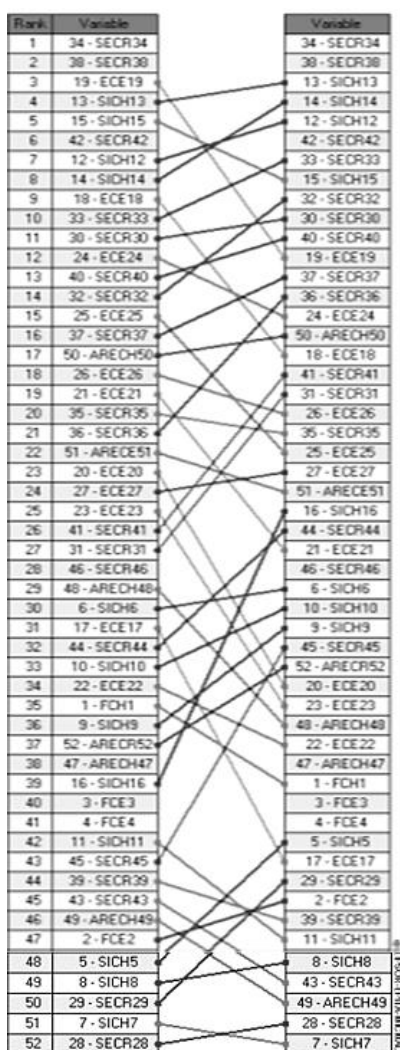 Rank Variable Variable
1 34 - SECR34 34 - SECR34
2 38 - SECR38 38 - SECR38
3 19 - ECE19 13 - SICH13
4 13 - SICH13 14 - SICH14
5 15 - SICH15 12 - SICH12
6 42 - SECR42 42 - SECR42
7 12 - SICH12 33 - SECR33
8 14 - SICH14 15 - SICH15
9 18 - ECE18 32 - SECR32
10 33 - SECR33 30 - SECR30
11 30 - SECR30 40 - SECR40
12 24 - ECE24 19 - ECE19
13 40 - SECR40 37 - SECR37
14 32 - SECR32 36 - SECR36
15 25 - ECE25 24 - ECE24
16 37 - SECR37 50 - ARECH50
17 50 - ARECH50 18 - ECE18
18 26 - ECE26 41 - SECR41
19 21 - ECE21 31 - SECR31
20 35 - SECR35 26 - ECE26
21 36 - SECR36 35 - SECR35
22 51 - ARECE51 25 - ECE25
23 20 - ECE20 27 - ECE27
24 27 - ECE27 51 - ARECE51
25 23 - ECE23 16 - SICH16
26 41 - SECR41 44 - SECR44
27 31 - SECR31 21 - ECE21
28 46 - SECR46 46 - SECR46
29 48 - ARECH48 6 - SICH6
30 6 - SICH6 10 - SICH10
31 17 - ECE17 9 - SICH9
32 44 - SECR44 45 - SECR45
33 10 - SICH10 52 - ARECR52
34 22 - ECE22 20 - ECE20
35 1 - FCH1 23 - ECE23
36 9 - SICH9 48 - ARECH48
37 52 - ARECR52 22 - ECE22
38 47 - ARECH47 47 - ARECH47
39 16 - SICH16 1 - FCH1
40 3 - FCE3 3 - FCE3
41 4 - FCE4 4 - FCE4
42 11 - SICH11 5 - SICH5
43 45 - SECR45 17 - ECE17
44 39 - SECR39 29 - SECR29
45 43 - SECR43 2 - FCE2
46 49 - ARECH49 39 - SECR39
47 2 - FCE2 11 - SICH11
48 5 - SICH5 8 - SICH8
49 8 - SICH8 43 - SECR43
50 29 - SECR29 49 - ARECH49
51 7 - SICH7 28 - SECR28
52 28 - SECR28 7 - SICH7